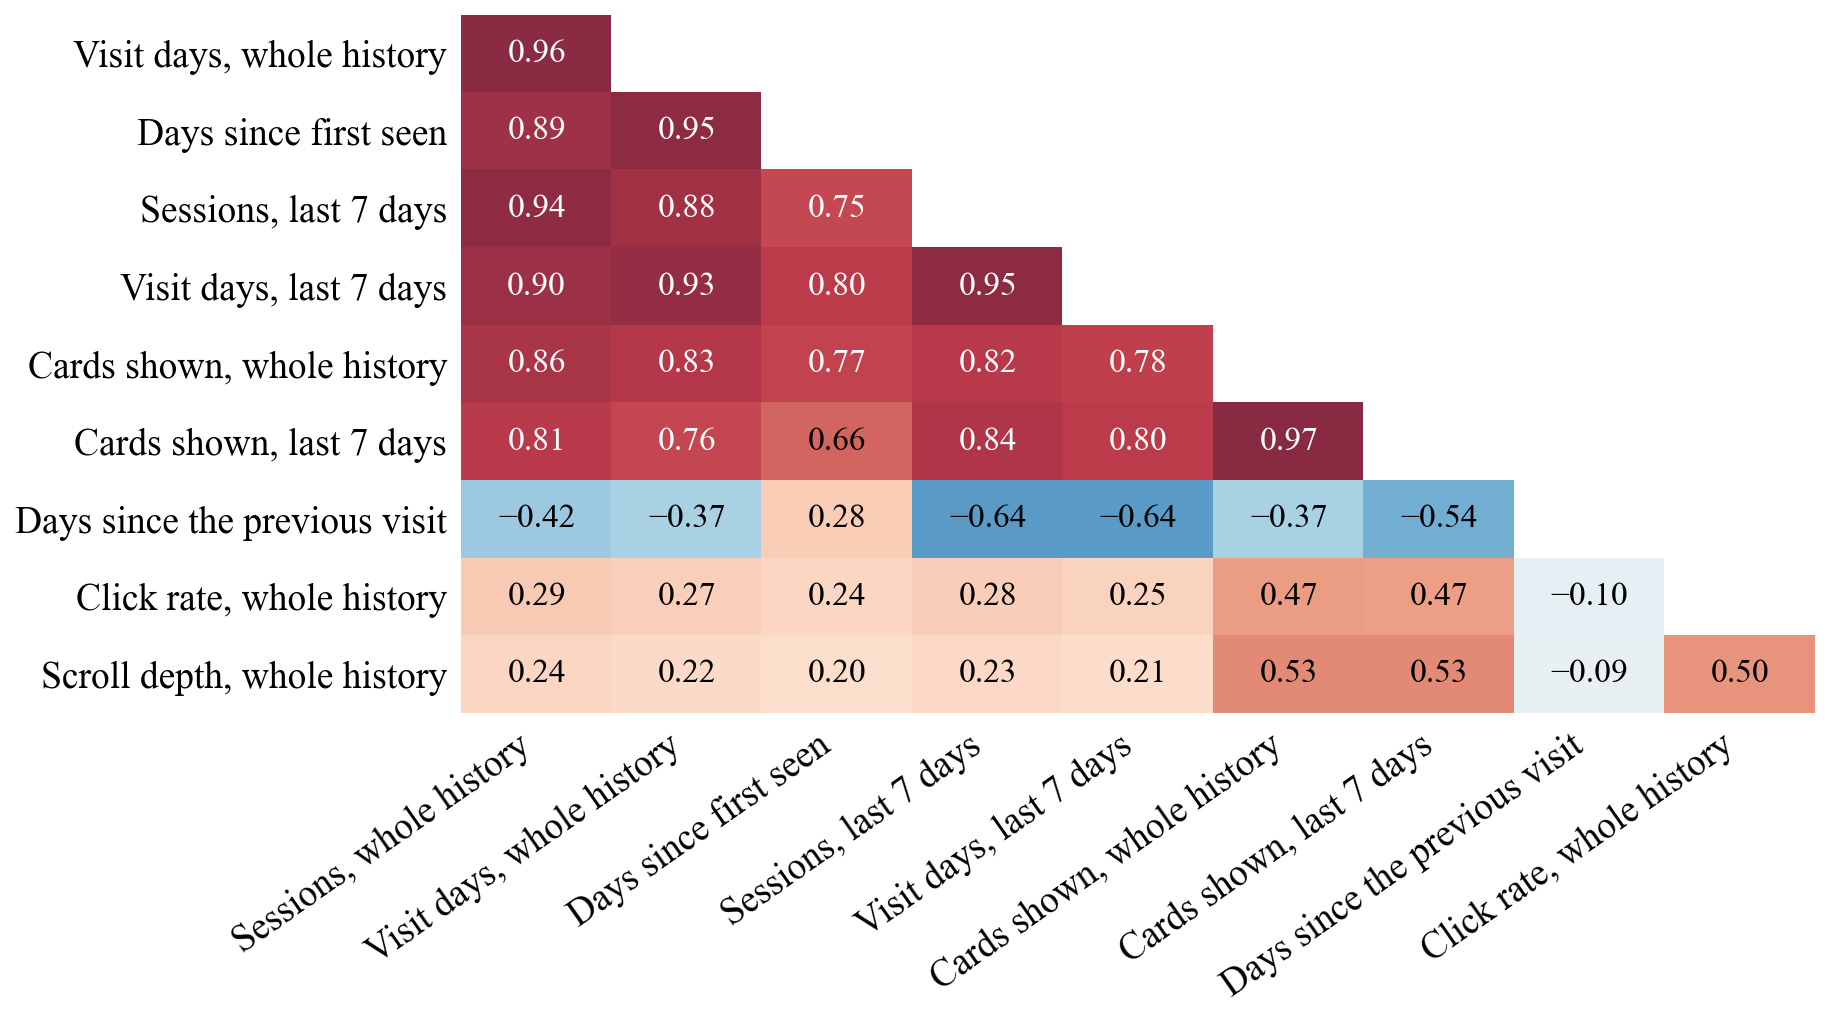 Visit days, whole history 0.96
Days since first seen 0.89 0.95
Sessions, last 7 days 0.94 0.88 0.75
Visit days, last 7 days 0.90 0.93 0.80 0.95
Cards shown, whole history 0.86 0.83 0.77 0.82 0.78
Cards shown, last 7 days 0.81 0.76 0.66 0.84 0.80 0.97
Days since the previous visit −0.42 −0.37 0.28 −0.64 −0.64 −0.37 −0.54
Click rate, whole history 0.29 0.27 0.24 0.28 0.25 0.47 0.47 −0.10
Scroll depth, whole history 0.24 0.22 0.20 0.23 0.21 0.53 0.53 −0.09 0.50
Sessions, whole history
Visit days, whole history
Days since first seen
Sessions, last 7 days
Visit days, last 7 days
Cards shown, whole history
Cards shown, last 7 days
Days since the previous visit
Click rate, whole history